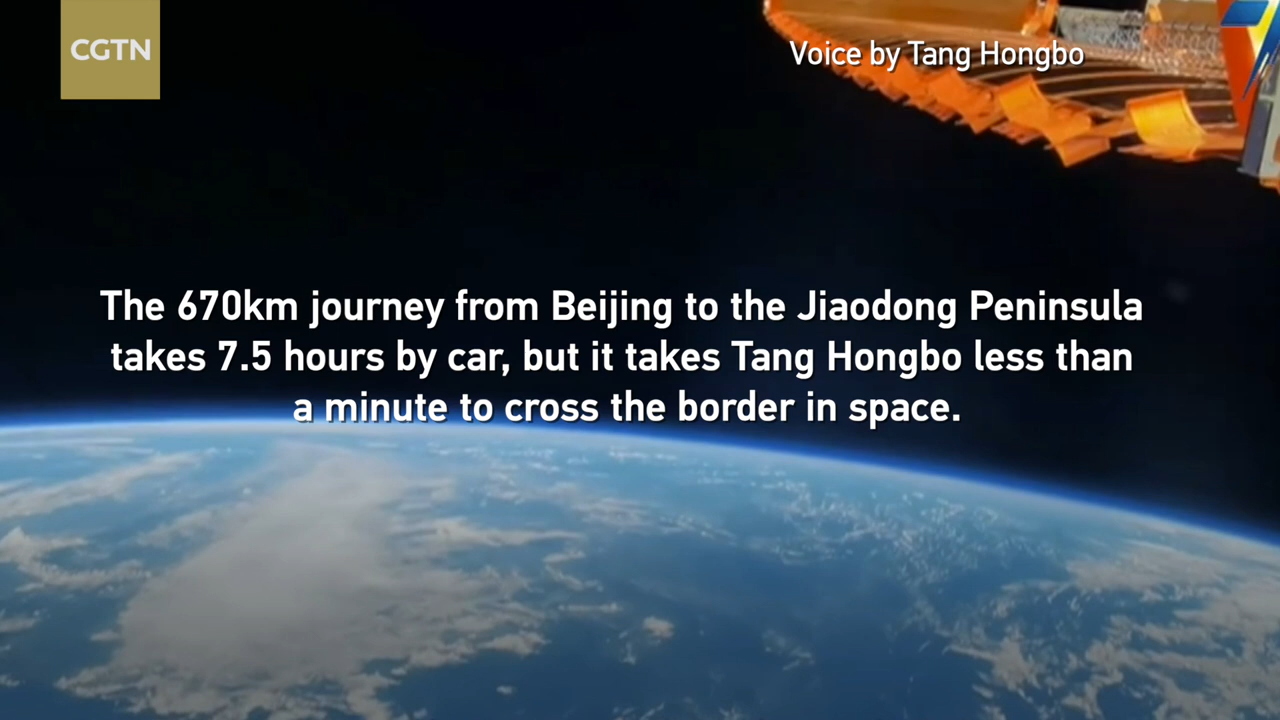 CGTN
Voice by Tang Hongbo
The 670km journey from Beijing to the Jiaodong Peninsula
takes 7.5 hours by car, but it takes Tang Hongbo less than
a minute to cross the border in space.